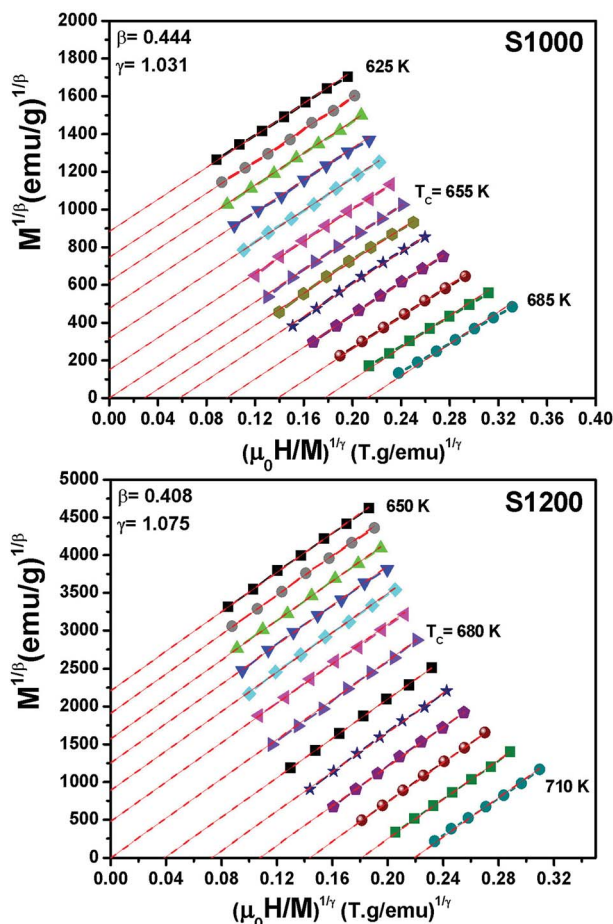 2000
1800
1600
1400
1200
1000
800
600
400
200
0
β = 0.444
γ = 1.031
S1000
625 K
T_C = 655 K
685 K
M^{1/β}(emu/g)^{1/β}
0.00 0.04 0.08 0.12 0.16 0.20 0.24 0.28 0.32 0.36 0.40
(μ₀H/M)^{1/γ} (T.g/emu)^{1/γ}
5000
4500
4000
3500
3000
2500
2000
1500
1000
500
0
β = 0.408
γ = 1.075
S1200
650 K
T_C = 680 K
710 K
M^{1/β}(emu/g)^{1/β}
0.00 0.04 0.08 0.12 0.16 0.20 0.24 0.28 0.32
(μ₀H/M)^{1/γ} (T.g/emu)^{1/γ}